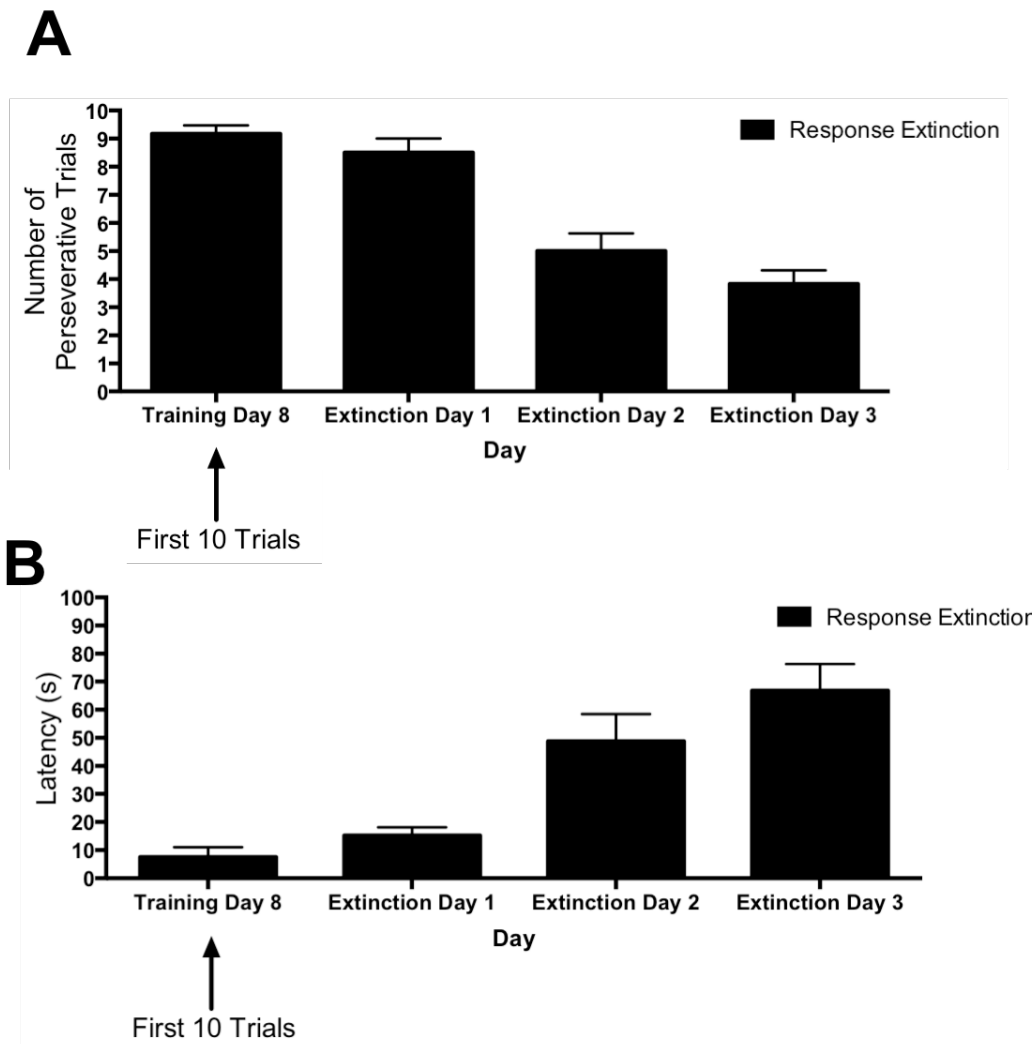 A
Number of
Perseverative Trials
10
9
8
7
6
5
4
3
2
1
0
Response Extinction
Training Day 8 Extinction Day 1 Extinction Day 2 Extinction Day 3
Day
First 10 Trials
B
Latency (s)
100
90
80
70
60
50
40
30
20
10
0
Response Extinction
Training Day 8 Extinction Day 1 Extinction Day 2 Extinction Day 3
Day
First 10 Trials